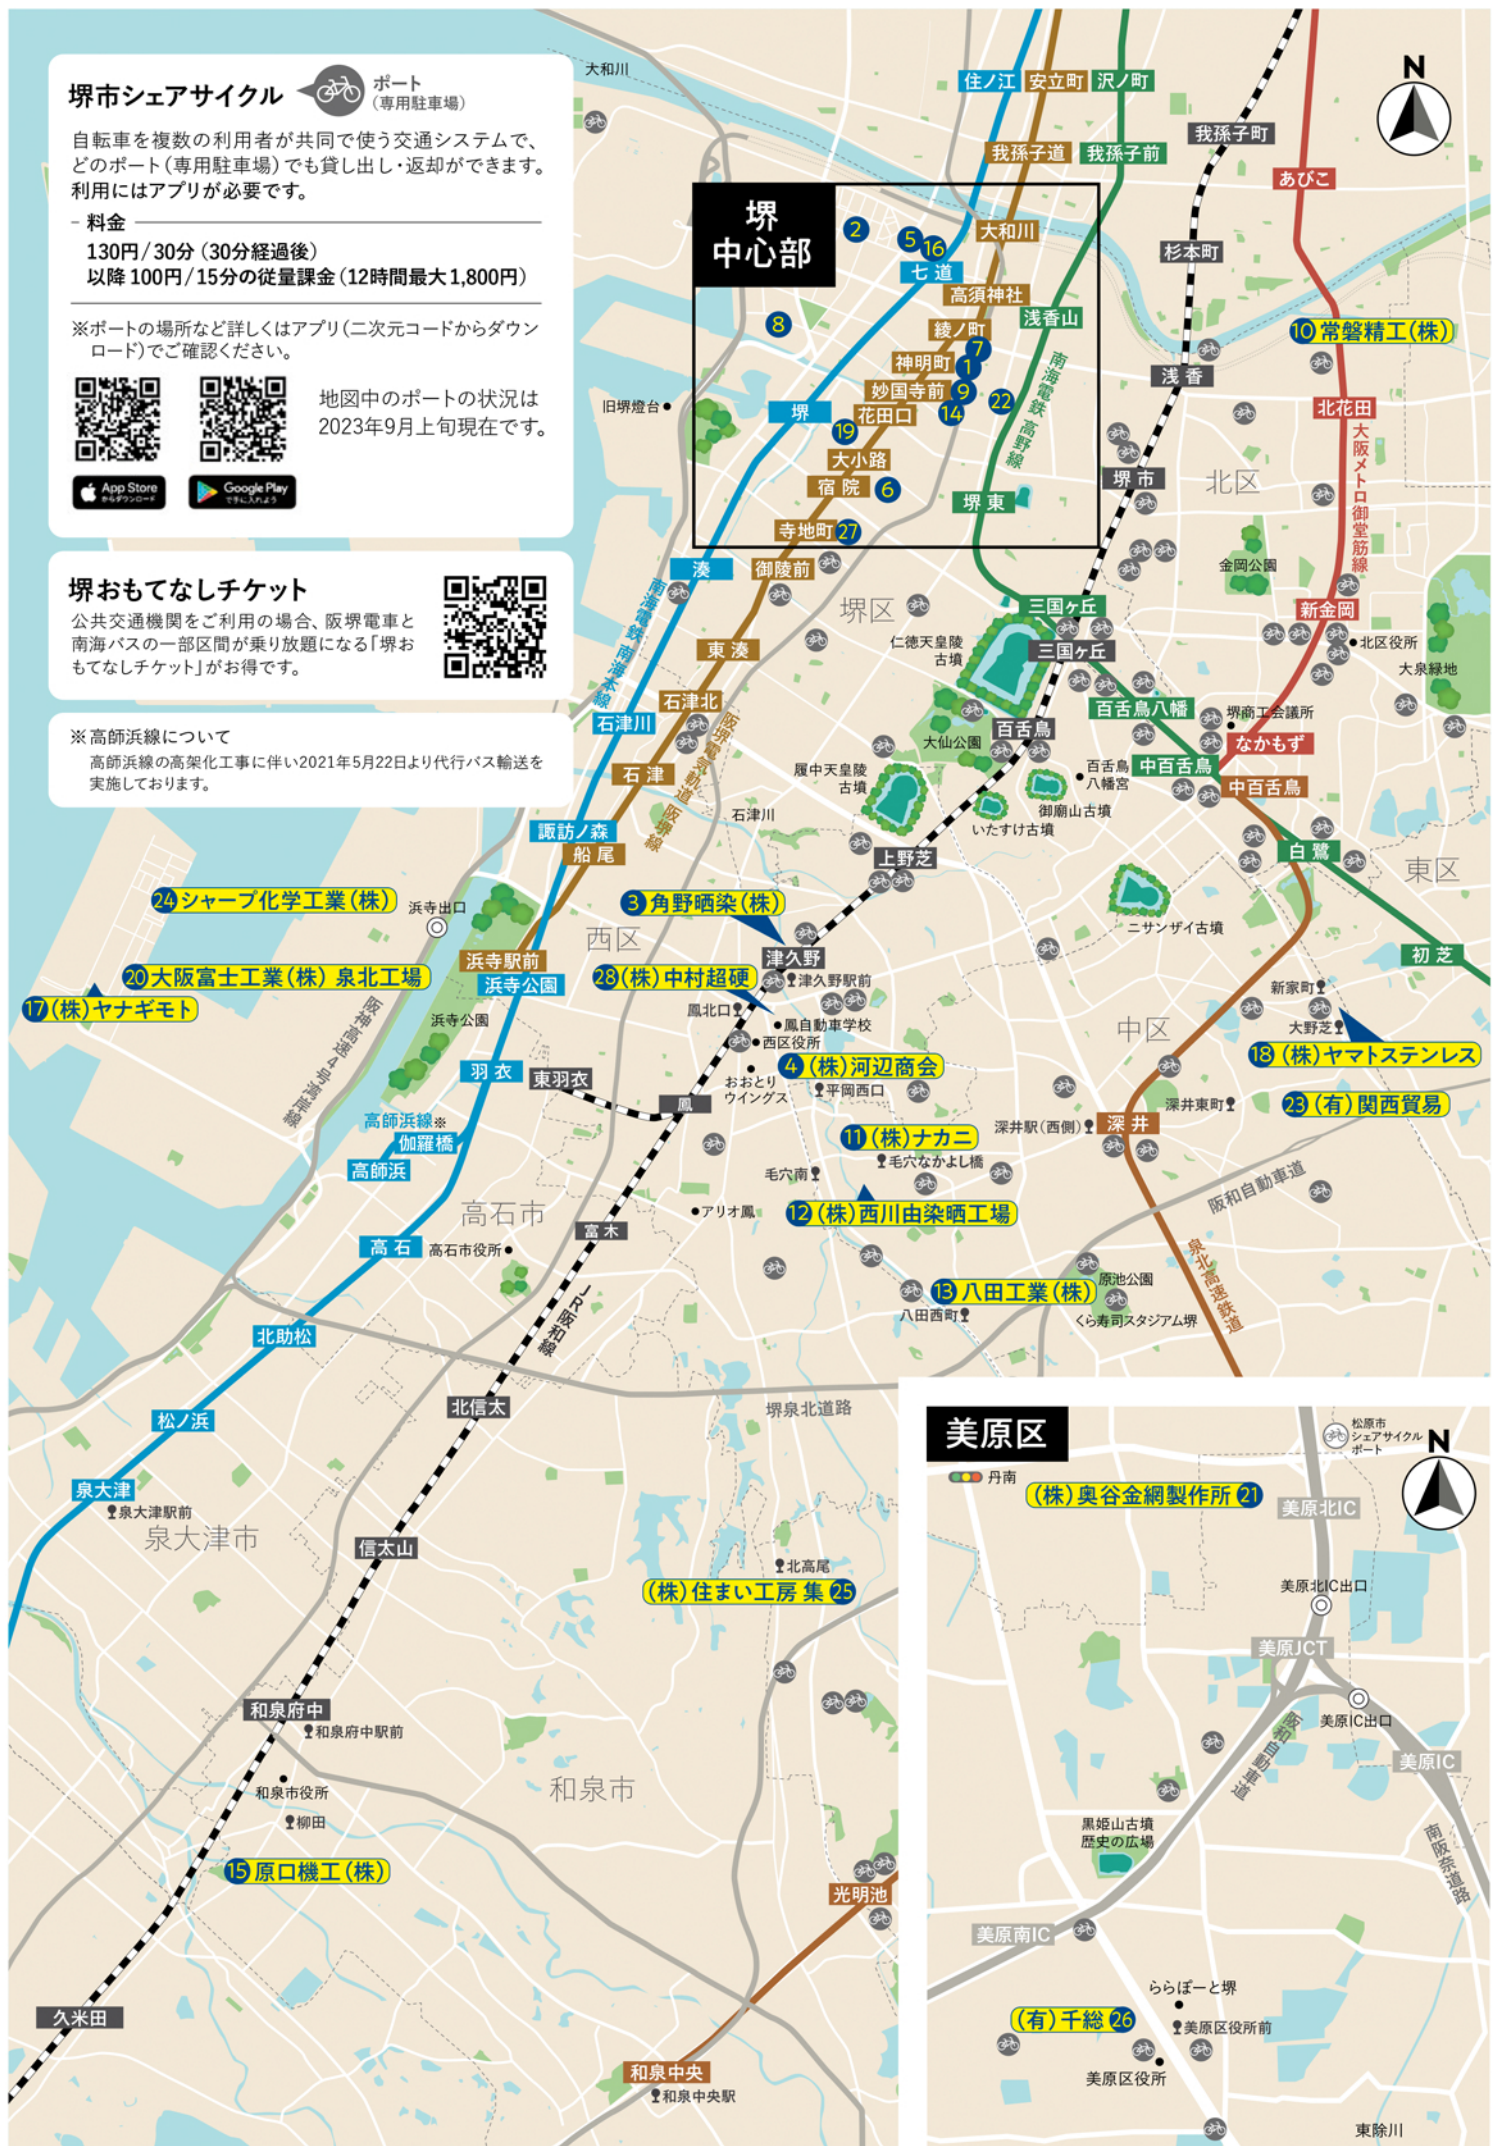 堺市シェアサイクル
ポート
（専用駐車場）
自転車を複数の利用者が共同で使う交通システムで、
どのポート（専用駐車場）でも貸し出し・返却ができます。
利用にはアプリが必要です。
料金
130円/30分（30分経過後）
以降100円/15分の従量課金（12時間最大1,800円）
※ポートの場所など詳しくはアプリ（二次元コードからダウン
ロード）でご確認ください。
地図中のポートの状況は
2023年9月上旬現在です。
App Store
からダウンロード
Google Play
で手に入れよう
堺おもてなしチケット
公共交通機関をご利用の場合、阪堺電車と
南海バスの一部区間が乗り放題になる「堺お
もてなしチケット」がお得です。
※高師浜線について
高師浜線の高架化工事に伴い2021年5月22日より代行バス輸送を
実施しております。
大和川
住ノ江
安立町
沢ノ町
N
我孫子町
我孫子道
我孫子前
あびこ
堺
中心部
2
5
16
大和川
杉本町
七道
高須神社
8
綾ノ町
浅香山
10 常磐精工（株）
7
神明町
1
南海電鉄 高野線
浅香
妙国寺前
9
22
旧堺燈台
堺
花田口
14
北花田
19
大阪メトロ御堂筋線
大小路
堺市
北区
宿院
6
堺東
寺地町
27
湊
御陵前
金岡公園
南海電鉄 南海本線
堺区
三国ヶ丘
新金岡
仁徳天皇陵
古墳
三国ヶ丘
北区役所
東湊
大泉緑地
石津北
百舌鳥八幡
堺商工会議所
石津川
百舌鳥
なかもず
大仙公園
阪堺電気軌道 阪堺線
履中天皇陵
古墳
百舌鳥
八幡宮
中百舌鳥
石津
中百舌鳥
御廟山古墳
石津川
いたすけ古墳
諏訪ノ森
船尾
白鷺
上野芝
東区
24 シャープ化学工業（株）
浜寺出口
3 角野晒染（株）
ニサンザイ古墳
西区
浜寺駅前
津久野
初芝
20 大阪富士工業（株） 泉北工場
浜寺公園
28（株）中村超硬
津久野駅前
新家町
17（株）ヤナギモト
鳳北口
浜寺公園
鳳自動車学校
大野芝
阪神高速4号湾岸線
西区役所
中区
18（株）ヤマトステンレス
羽衣
東羽衣
おおとり
ウイングス
4（株）河辺商会
平岡西口
鳳
深井東町
23（有）関西貿易
高師浜線※
伽羅橋
深井駅（西側）
深井
高師浜
11（株）ナカニ
毛穴なかよし橋
毛穴南
阪和自動車道
高石市
アリオ鳳
12（株）西川由染晒工場
富木
高石
高石市役所
泉北高速鉄道
原池公園
JR阪和線
13 八田工業（株）
八田西町
くら寿司スタジアム堺
北助松
北信太
堺泉北道路
松ノ浜
美原区
松原市
シェアサイクル
ポート
N
丹南
泉大津
（株）奥谷金網製作所 21
美原北IC
泉大津駅前
泉大津市
信太山
北高尾
美原北IC出口
（株）住まい工房 集 25
美原JCT
和泉府中
美原IC出口
和泉府中駅前
阪和自動車道
美原IC
和泉市役所
和泉市
柳田
黒姫山古墳
歴史の広場
南阪奈道路
15 原口機工（株）
光明池
美原南IC
ららぽーと堺
久米田
（有）千総 26
美原区役所前
和泉中央
美原区役所
和泉中央駅
東除川